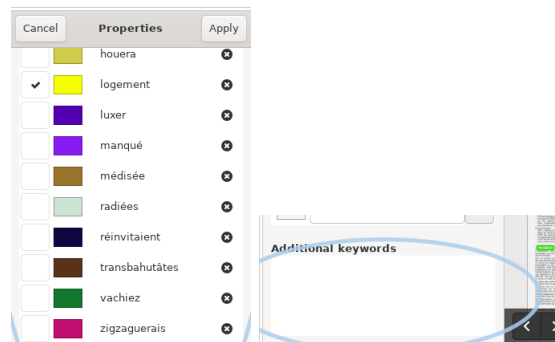 Cancel Properties Apply
houera
logement
luxer
manqué
médisée
radiées
réinvitaient
transbahutâtes
vachiez
zigzaguerais
Additional keywords